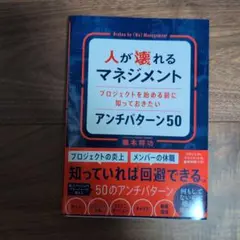 Broken by (No) Management
人が壊れる
マネジメント
プロジェクトを始める前に
知っておきたい
アンチパターン50
橋本将功
プロジェクトの炎上
メンバーの休職
知っていれば回避できる。
50のアンチパターン